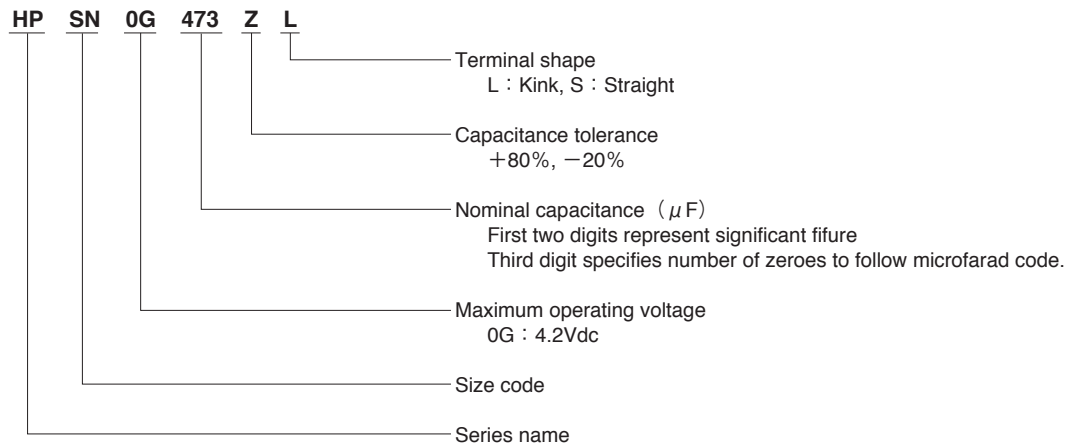 HP SN 0G 473 Z L
Terminal shape
L：Kink, S：Straight
Capacitance tolerance
＋80％, －20％
Nominal capacitance（μF）
First two digits represent significant fifure
Third digit specifies number of zeroes to follow microfarad code.
Maximum operating voltage
0G：4.2Vdc
Size code
Series name